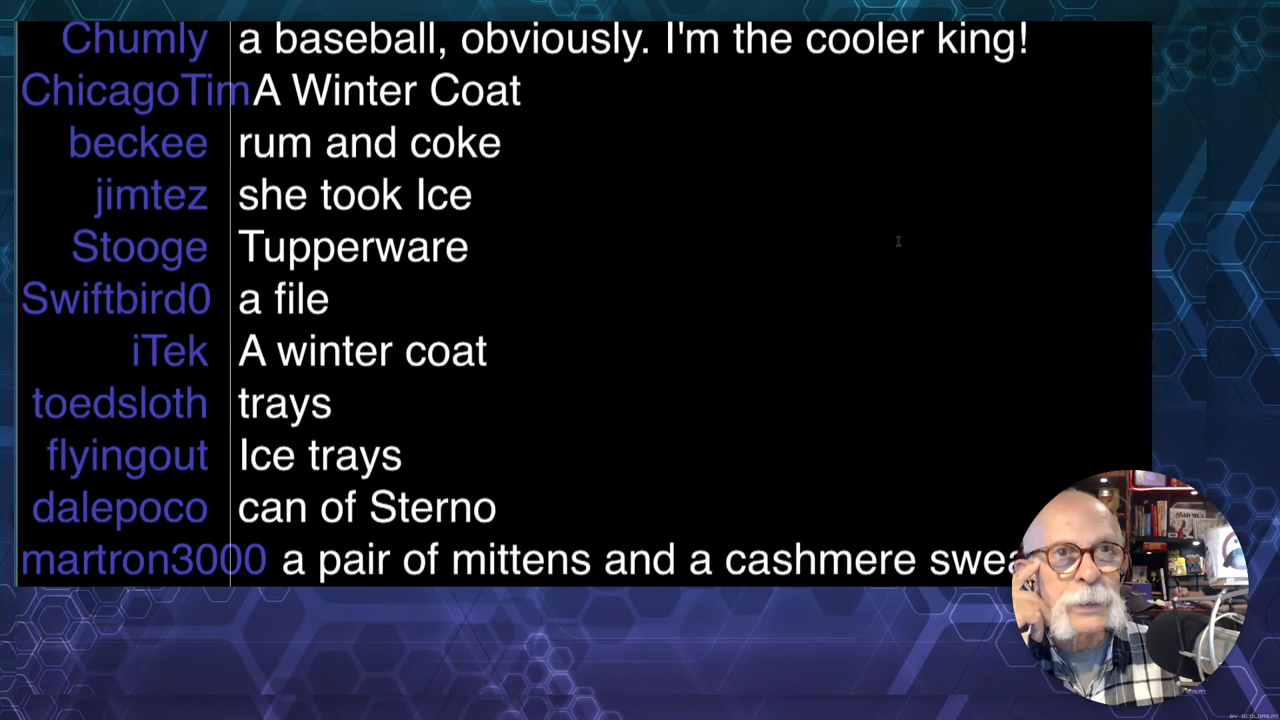 Chumly a baseball, obviously. I'm the cooler king!
ChicagoTim A Winter Coat
beckee rum and coke
jimtez she took Ice
Stooge Tupperware
Swiftbird0 a file
iTek A winter coat
toedsloth trays
flyingout Ice trays
dalepoco can of Sterno
martron3000 a pair of mittens and a cashmere swea